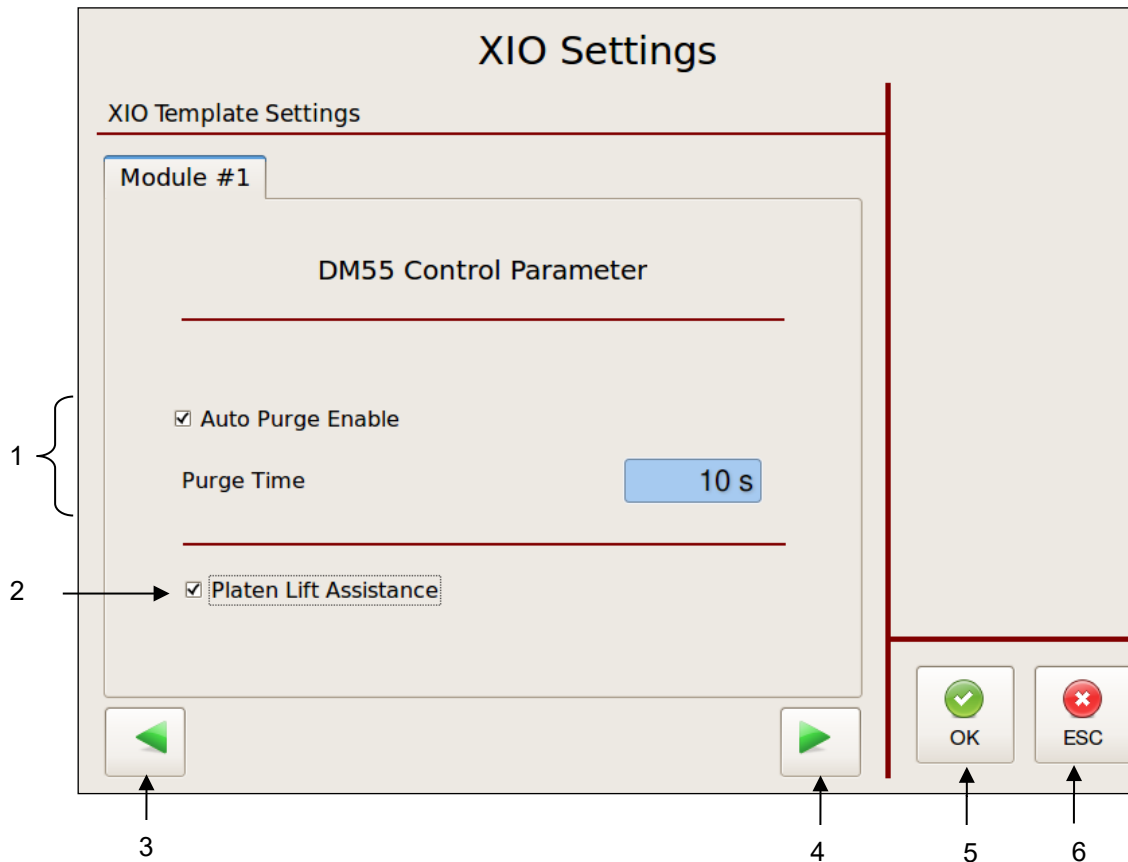 XIO Settings
XIO Template Settings
Module #1
DM55 Control Parameter
1
Auto Purge Enable
Purge Time 10 s
2
Platen Lift Assistance
OK ESC
3 4 5 6